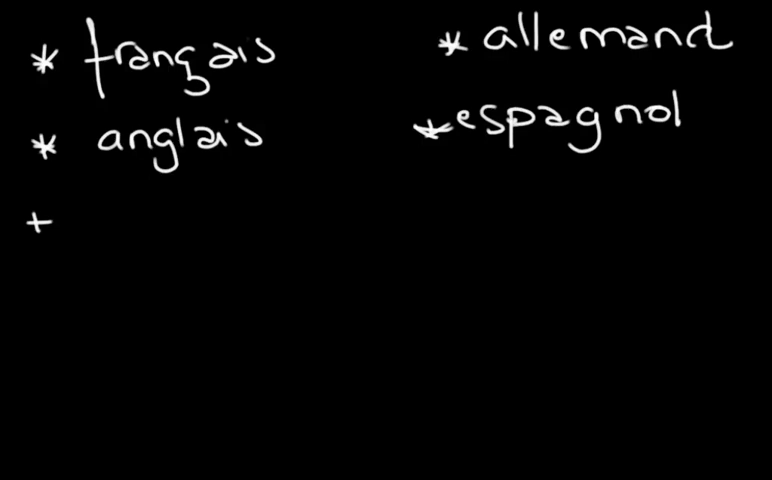 * français
* anglais
+
* allemand
* espagnol